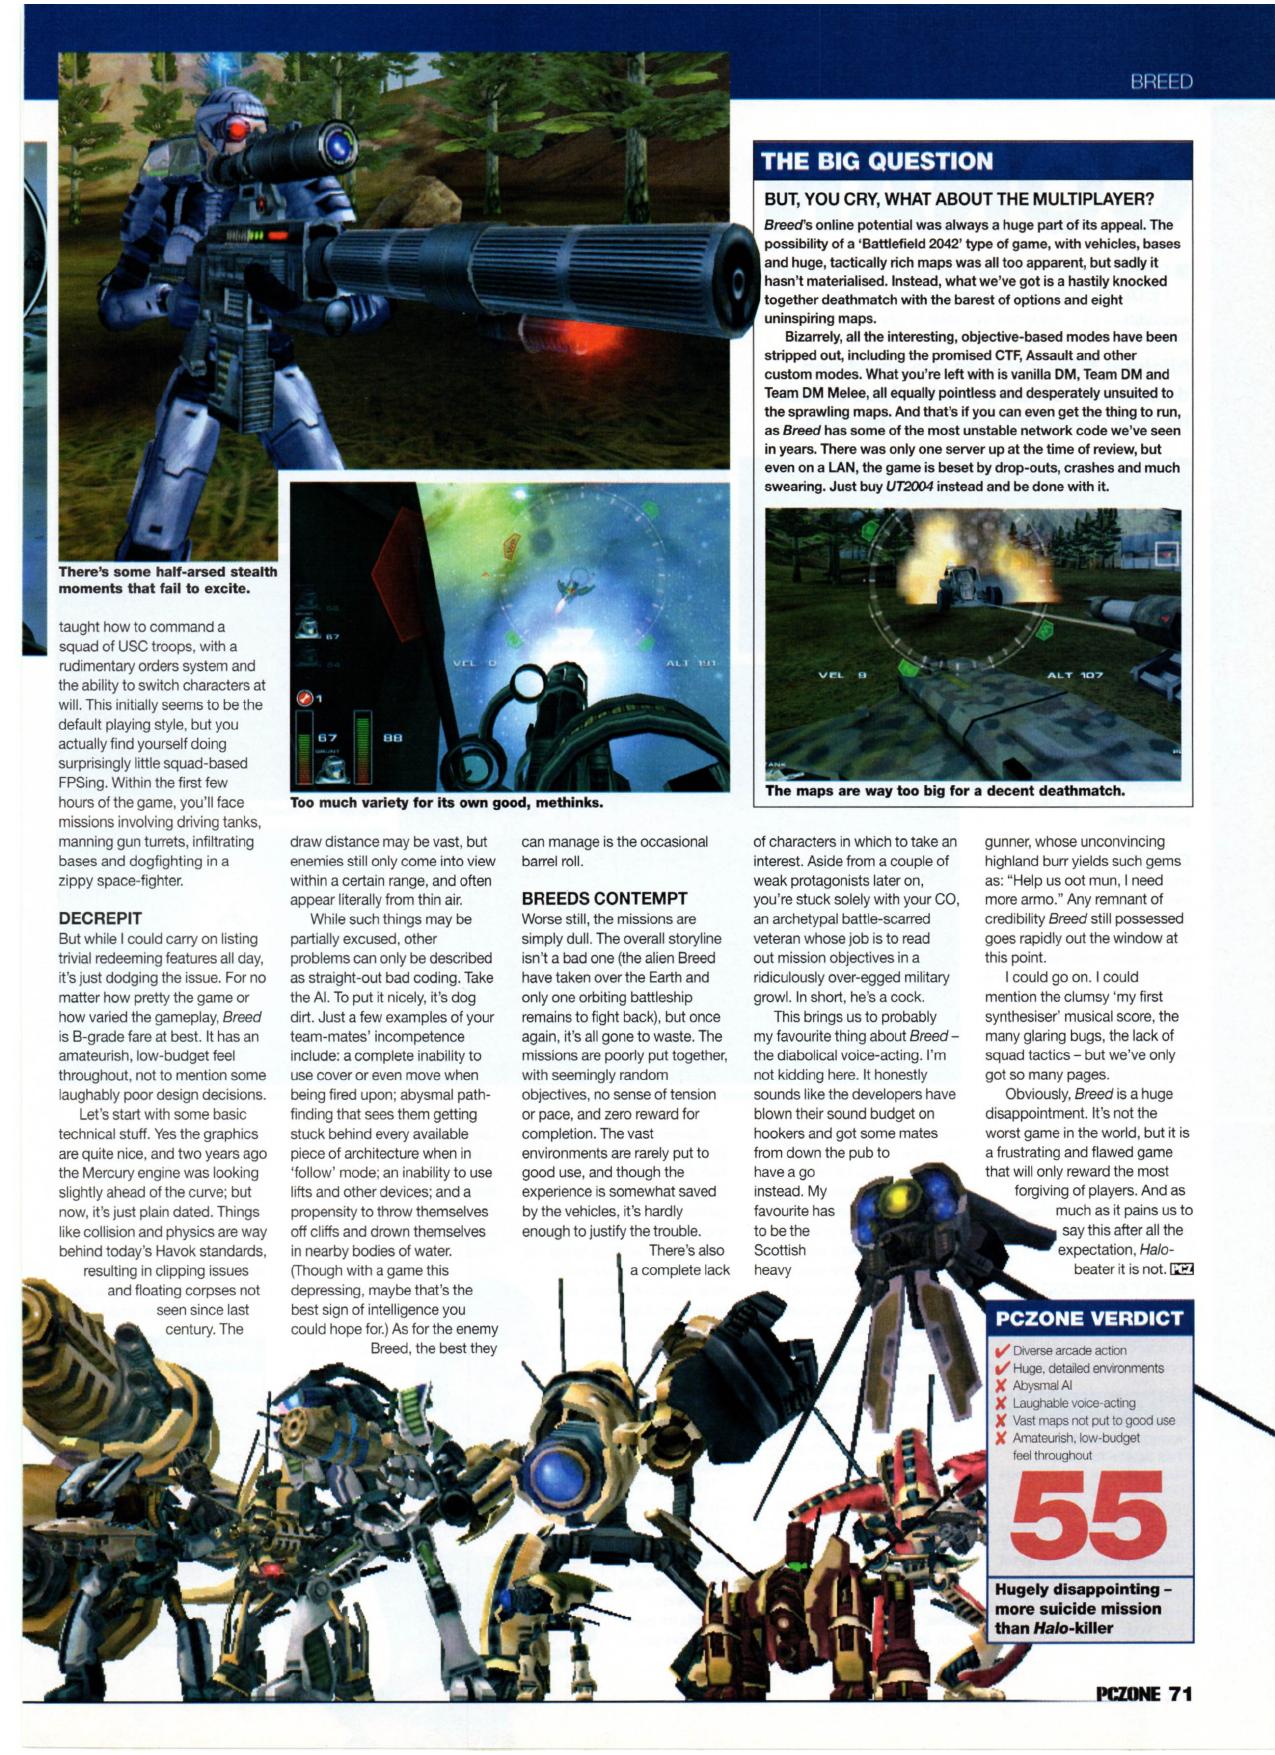 BREED
There's some half-arsed stealth
moments that fail to excite.
taught how to command a
squad of USC troops, with a
rudimentary orders system and
the ability to switch characters at
will. This initially seems to be the
default playing style, but you
actually find yourself doing
surprisingly little squad-based
FPSing. Within the first few
hours of the game, you'll face
missions involving driving tanks,
manning gun turrets, infiltrating
bases and dogfighting in a
zippy space-fighter.
DECREPIT
But while I could carry on listing
trivial redeeming features all day,
it's just dodging the issue. For no
matter how pretty the game or
how varied the gameplay, Breed
is B-grade fare at best. It has an
amateurish, low-budget feel
throughout, not to mention some
laughably poor design decisions.
Let's start with some basic
technical stuff. Yes the graphics
are quite nice, and two years ago
the Mercury engine was looking
slightly ahead of the curve; but
now, it's just plain dated. Things
like collision and physics are way
behind today's Havok standards,
resulting in clipping issues
and floating corpses not
seen since last
century. The
VEL 0
ALT 191
67
1
67
88
GRUNT
Too much variety for its own good, methinks.
draw distance may be vast, but
enemies still only come into view
within a certain range, and often
appear literally from thin air.
While such things may be
partially excused, other
problems can only be described
as straight-out bad coding. Take
the AI. To put it nicely, it's dog
dirt. Just a few examples of your
team-mates' incompetence
include: a complete inability to
use cover or even move when
being fired upon; abysmal path-
finding that sees them getting
stuck behind every available
piece of architecture when in
'follow' mode; an inability to use
lifts and other devices; and a
propensity to throw themselves
off cliffs and drown themselves
in nearby bodies of water.
(Though with a game this
depressing, maybe that's the
best sign of intelligence you
could hope for.) As for the enemy
Breed, the best they
can manage is the occasional
barrel roll.
BREEDS CONTEMPT
Worse still, the missions are
simply dull. The overall storyline
isn't a bad one (the alien Breed
have taken over the Earth and
only one orbiting battleship
remains to fight back), but once
again, it's all gone to waste. The
missions are poorly put together,
with seemingly random
objectives, no sense of tension
or pace, and zero reward for
completion. The vast
environments are rarely put to
good use, and though the
experience is somewhat saved
by the vehicles, it's hardly
enough to justify the trouble.
There's also
a complete lack
of characters in which to take an
interest. Aside from a couple of
weak protagonists later on,
you're stuck solely with your CO,
an archetypal battle-scarred
veteran whose job is to read
out mission objectives in a
ridiculously over-egged military
growl. In short, he's a cock.
This brings us to probably
my favourite thing about Breed –
the diabolical voice-acting. I'm
not kidding here. It honestly
sounds like the developers have
blown their sound budget on
hookers and got some mates
from down the pub to
have a go
instead. My
favourite has
to be the
Scottish
heavy
gunner, whose unconvincing
highland burr yields such gems
as: "Help us oot mun, I need
more armo." Any remnant of
credibility Breed still possessed
goes rapidly out the window at
this point.
I could go on. I could
mention the clumsy 'my first
synthesiser' musical score, the
many glaring bugs, the lack of
squad tactics – but we've only
got so many pages.
Obviously, Breed is a huge
disappointment. It's not the
worst game in the world, but it is
a frustrating and flawed game
that will only reward the most
forgiving of players. And as
much as it pains us to
say this after all the
expectation, Halo-
beater it is not. PCZ
THE BIG QUESTION
BUT, YOU CRY, WHAT ABOUT THE MULTIPLAYER?
Breed's online potential was always a huge part of its appeal. The
possibility of a 'Battlefield 2042' type of game, with vehicles, bases
and huge, tactically rich maps was all too apparent, but sadly it
hasn't materialised. Instead, what we've got is a hastily knocked
together deathmatch with the barest of options and eight
uninspiring maps.
Bizarrely, all the interesting, objective-based modes have been
stripped out, including the promised CTF, Assault and other
custom modes. What you're left with is vanilla DM, Team DM and
Team DM Melee, all equally pointless and desperately unsuited to
the sprawling maps. And that's if you can even get the thing to run,
as Breed has some of the most unstable network code we've seen
in years. There was only one server up at the time of review, but
even on a LAN, the game is beset by drop-outs, crashes and much
swearing. Just buy UT2004 instead and be done with it.
VEL 9
ALT 107
TANK
The maps are way too big for a decent deathmatch.
PCZONE VERDICT
Diverse arcade action
Huge, detailed environments
Abysmal AI
Laughable voice-acting
Vast maps not put to good use
Amateurish, low-budget
feel throughout
55
Hugely disappointing –
more suicide mission
than Halo-killer
PCZONE 71